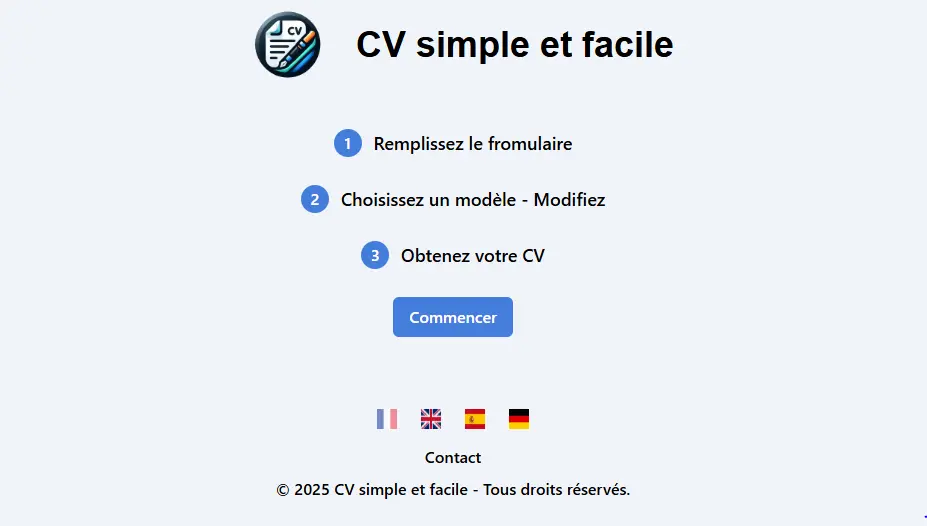 CV
CV simple et facile
1 Remplissez le fromulaire
2 Choisissez un modèle - Modifiez
3 Obtenez votre CV
Commencer
Contact
© 2025 CV simple et facile - Tous droits réservés.